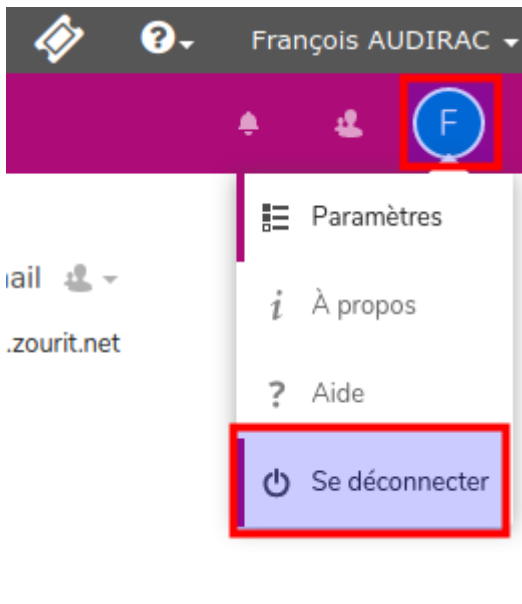 François AUDIRAC
F
Paramètres
ail
À propos
.zourit.net
Aide
Se déconnecter